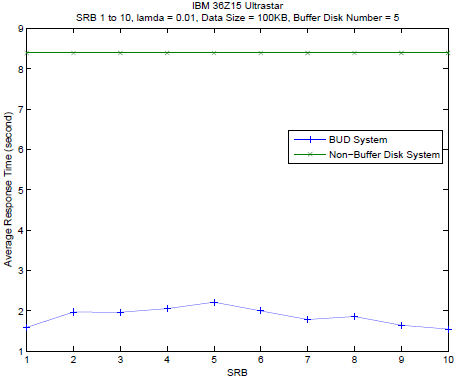 IBM 36Z15 Ultrastar
SRB 1 to 10, lamda = 0.01, Data Size = 100KB, Buffer Disk Number = 5
Average Response Time (second)
9
8
7
6
5
4
3
2
1
BUD System
Non-Buffer Disk System
1 2 3 4 5 6 7 8 9 10
SRB